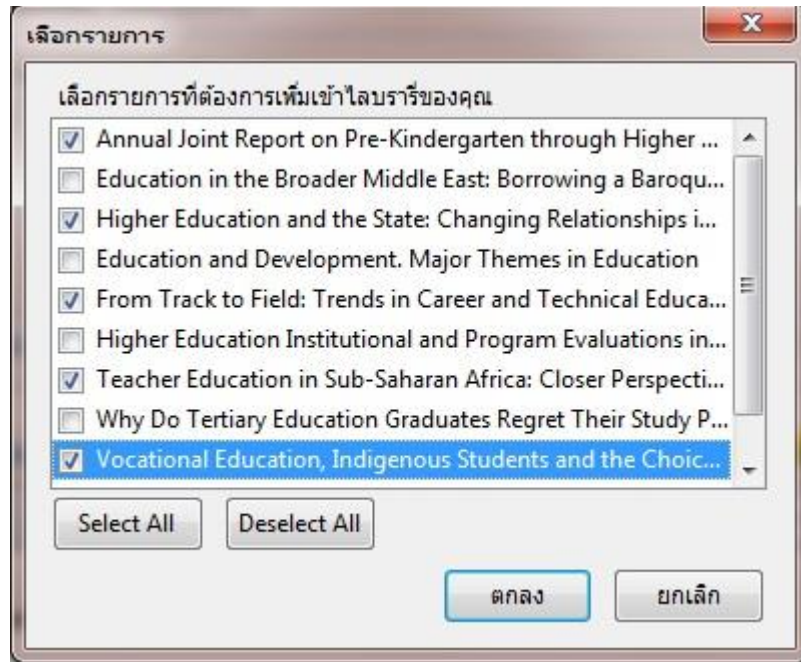 เลือกรายการ
เลือกรายการที่ต้องการเพิ่มเข้าไลบรารี่ของคุณ
Annual Joint Report on Pre-Kindergarten through Higher ...
Education in the Broader Middle East: Borrowing a Baroqu...
Higher Education and the State: Changing Relationships i...
Education and Development. Major Themes in Education
From Track to Field: Trends in Career and Technical Educa...
Higher Education Institutional and Program Evaluations in...
Teacher Education in Sub-Saharan Africa: Closer Perspecti...
Why Do Tertiary Education Graduates Regret Their Study P...
Vocational Education, Indigenous Students and the Choic...
Select All Deselect All
ตกลง ยกเลิก